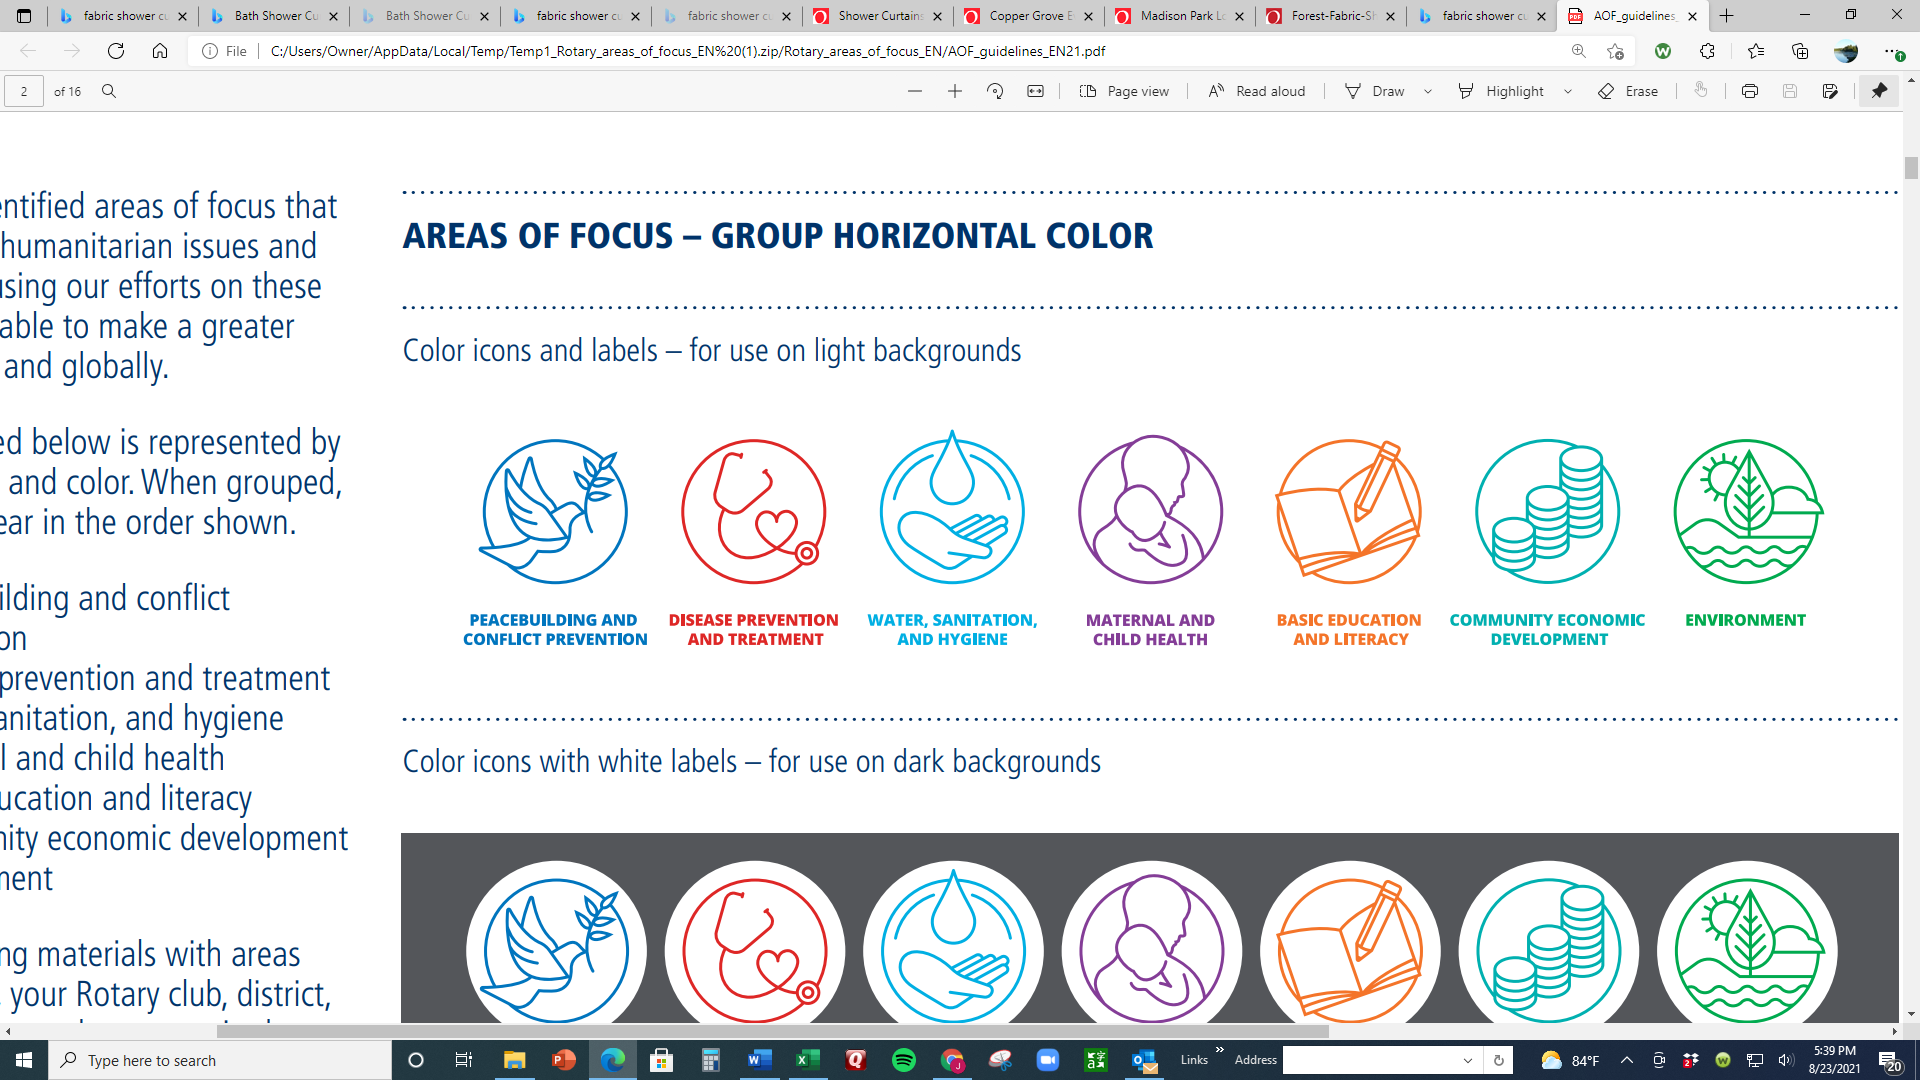 fabric shower cu
Bath Shower Cu
Bath Shower Cu
fabric shower cu
fabric shower cu
Shower Curtains
Copper Grove E
Madison Park Lo
Forest-Fabric-Sh
fabric shower cu
AOF_guidelines_
File
C:/Users/Owner/AppData/Local/Temp/Temp1_Rotary_areas_of_focus_EN%20(1).zip/Rotary_areas_of_focus_EN/AOF_guidelines_EN21.pdf
2 of 16
Page view
Read aloud
Draw
Highlight
Erase
entified areas of focus that
humanitarian issues and
using our efforts on these
able to make a greater
and globally.
ed below is represented by
and color. When grouped,
ear in the order shown.
ilding and conflict
on
prevention and treatment
anitation, and hygiene
l and child health
ucation and literacy
nity economic development
ment
ng materials with areas
, your Rotary club, district,
AREAS OF FOCUS – GROUP HORIZONTAL COLOR
Color icons and labels – for use on light backgrounds
PEACEBUILDING AND
CONFLICT PREVENTION
DISEASE PREVENTION
AND TREATMENT
WATER, SANITATION,
AND HYGIENE
MATERNAL AND
CHILD HEALTH
BASIC EDUCATION
AND LITERACY
COMMUNITY ECONOMIC
DEVELOPMENT
ENVIRONMENT
Color icons with white labels – for use on dark backgrounds
Type here to search
Links
Address
84°F
5:39 PM
8/23/2021
20